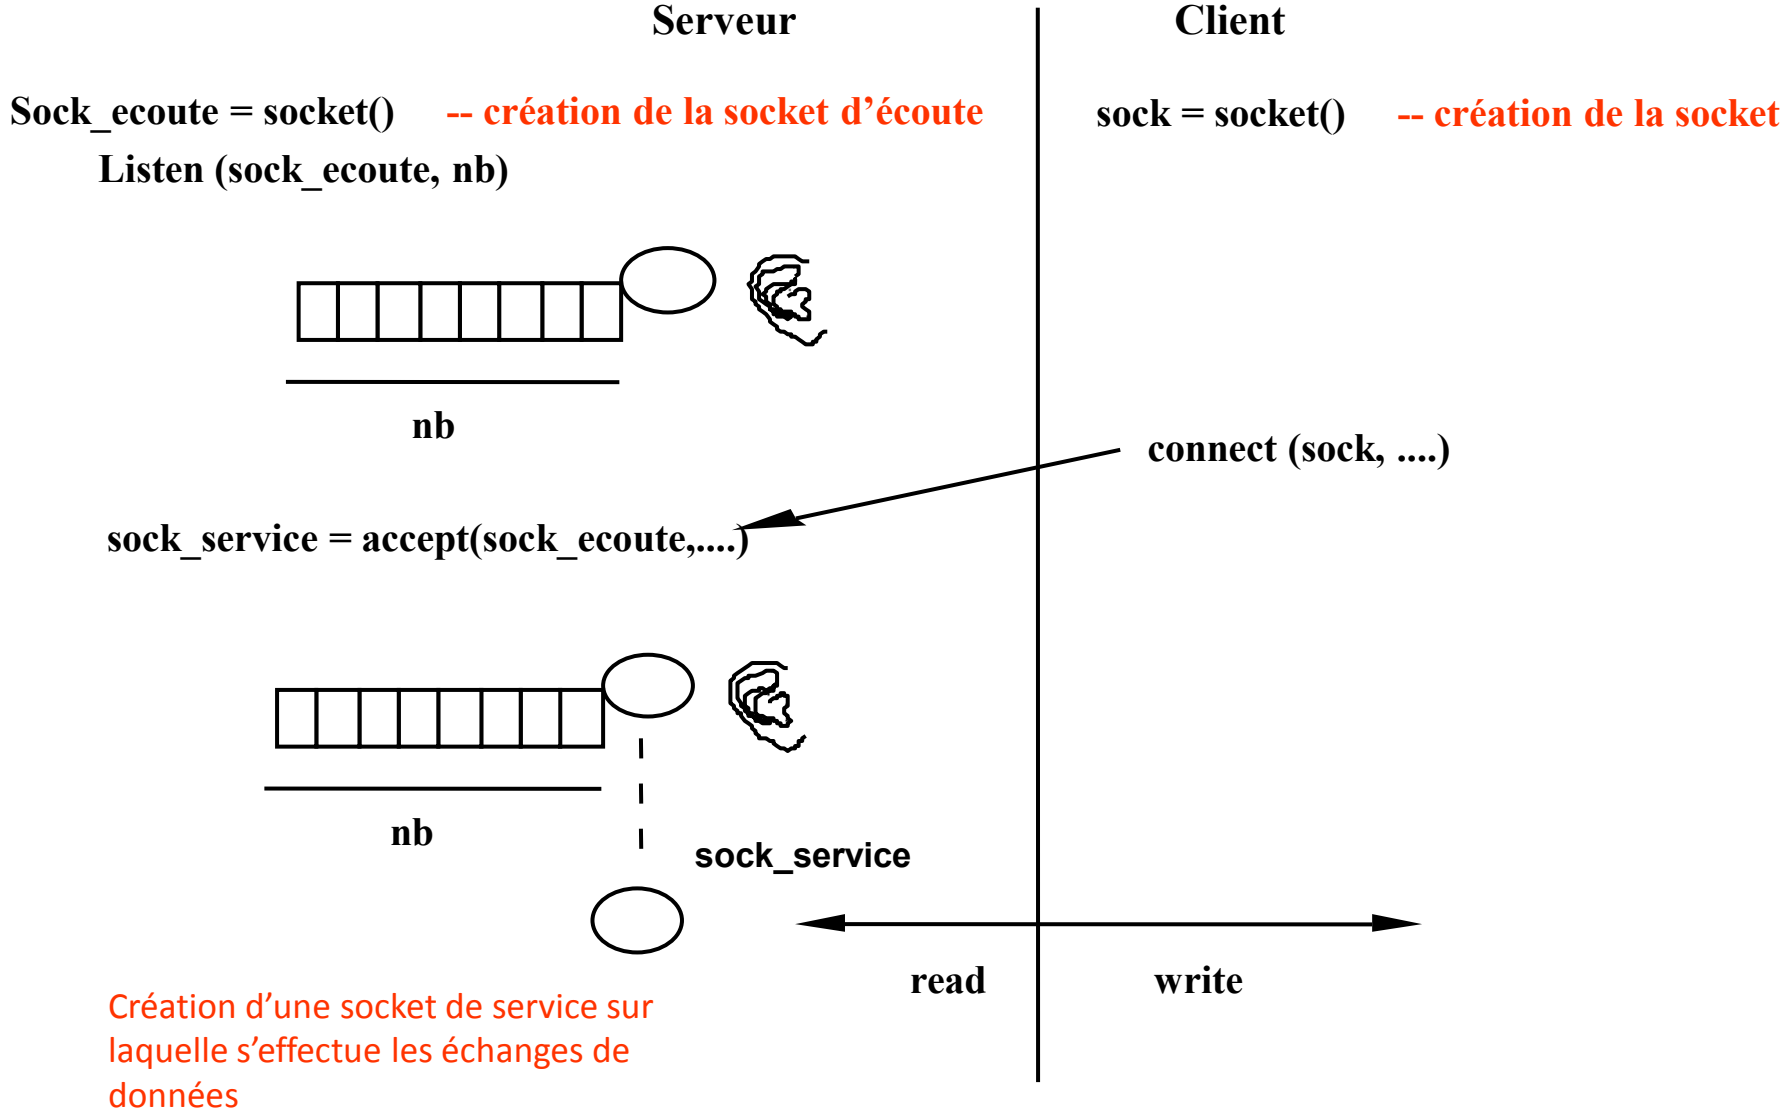 Serveur
Client
Sock_ecoute = socket() -- création de la socket d’écoute
sock = socket() -- création de la socket
Listen (sock_ecoute, nb)
nb
connect (sock, ....)
sock_service = accept(sock_ecoute,....)
nb
sock_service
read
write
Création d’une socket de service sur
laquelle s’effectue les échanges de
données